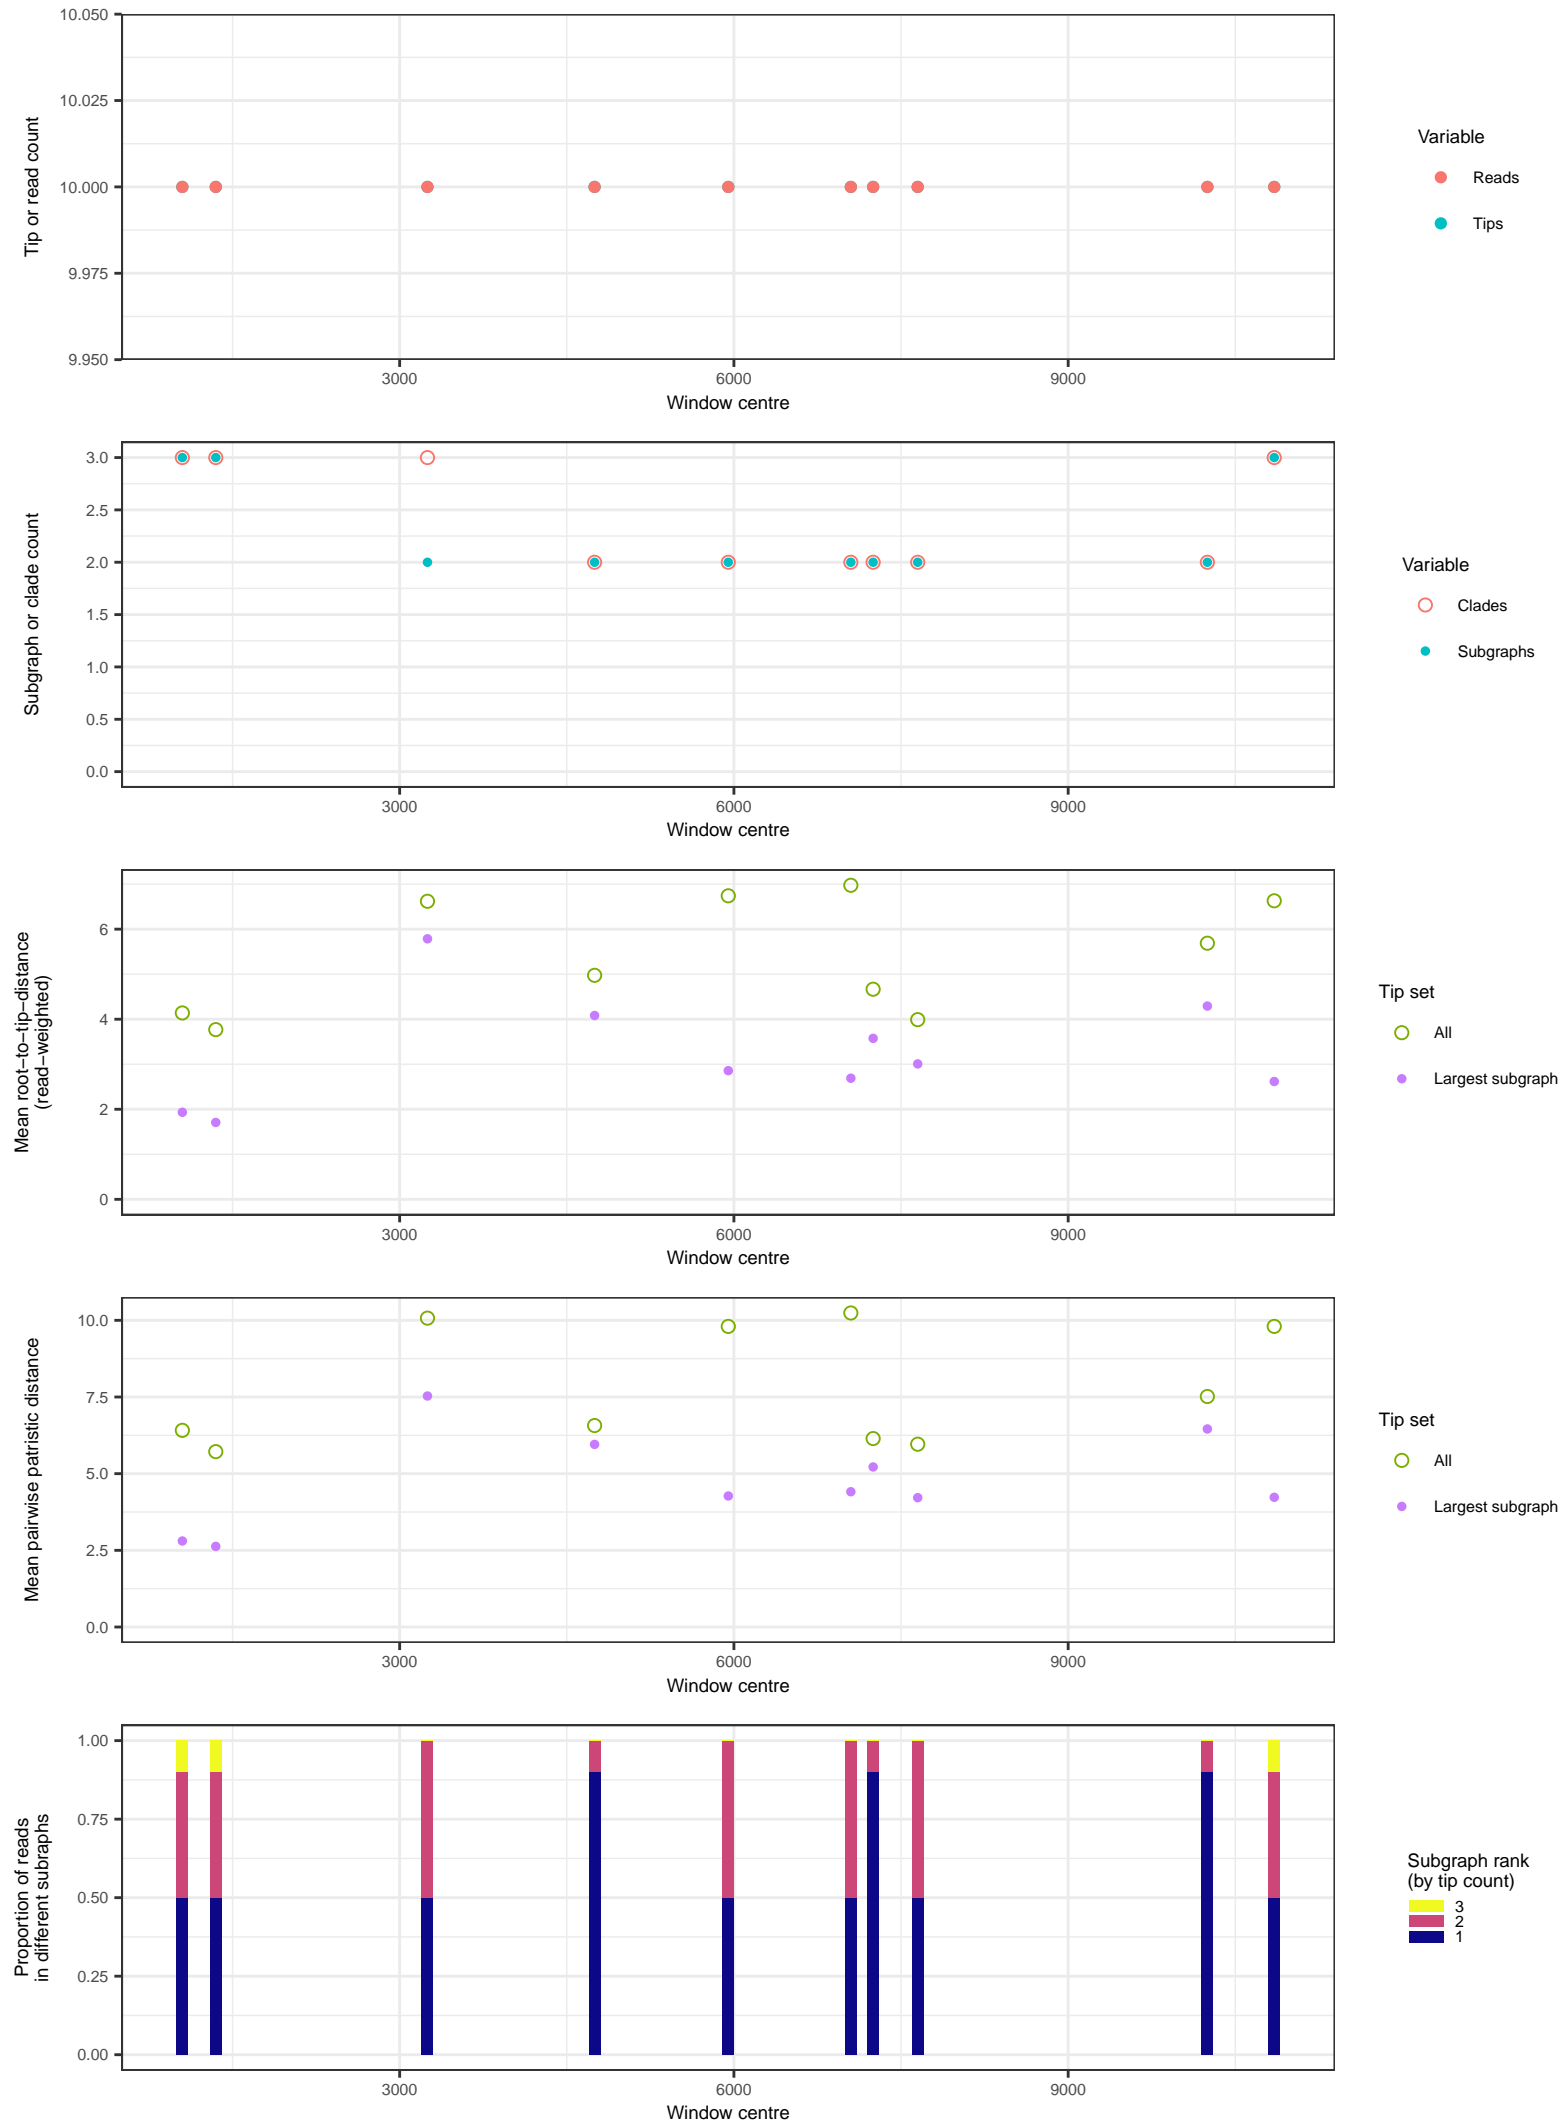 10.050
10.025
10.000
9.975
9.950
Tip or read count
3000
6000
9000
Window centre
Variable
Reads
Tips
3.0
2.5
2.0
1.5
1.0
0.5
0.0
Subgraph or clade count
3000
6000
9000
Window centre
Variable
Clades
Subgraphs
6
4
2
0
Mean root−to−tip−distance
(read−weighted)
3000
6000
9000
Window centre
Tip set
All
Largest subgraph
10.0
7.5
5.0
2.5
0.0
Mean pairwise patristic distance
3000
6000
9000
Window centre
Tip set
All
Largest subgraph
1.00
0.75
0.50
0.25
0.00
Proportion of reads
in different subraphs
3000
6000
9000
Window centre
Subgraph rank
(by tip count)
3
2
1